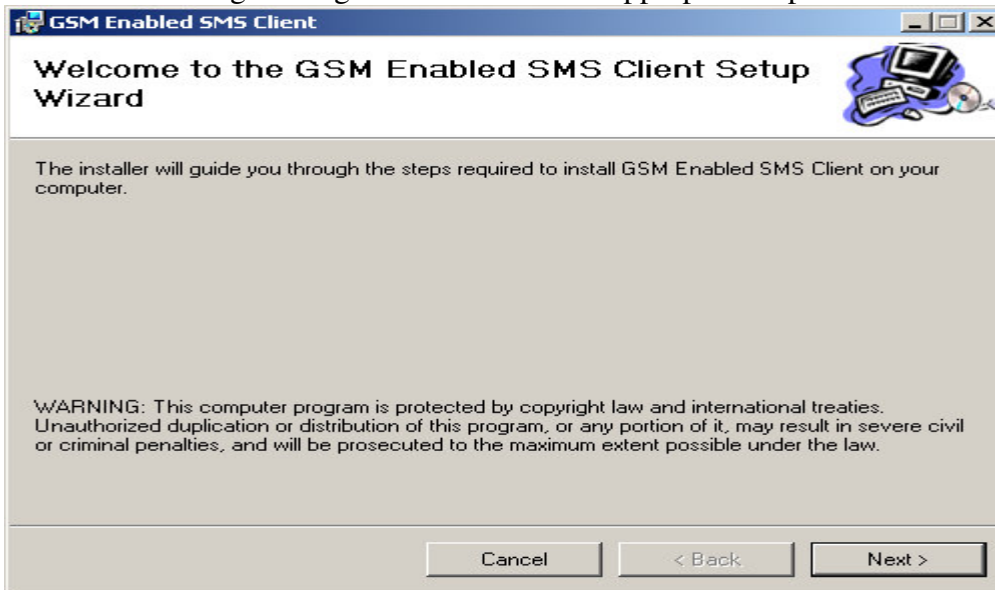 GSM Enabled SMS Client
Welcome to the GSM Enabled SMS Client Setup
Wizard
The installer will guide you through the steps required to install GSM Enabled SMS Client on your
computer.
WARNING: This computer program is protected by copyright law and international treaties.
Unauthorized duplication or distribution of this program, or any portion of it, may result in severe civil
or criminal penalties, and will be prosecuted to the maximum extent possible under the law.
Cancel < Back Next >